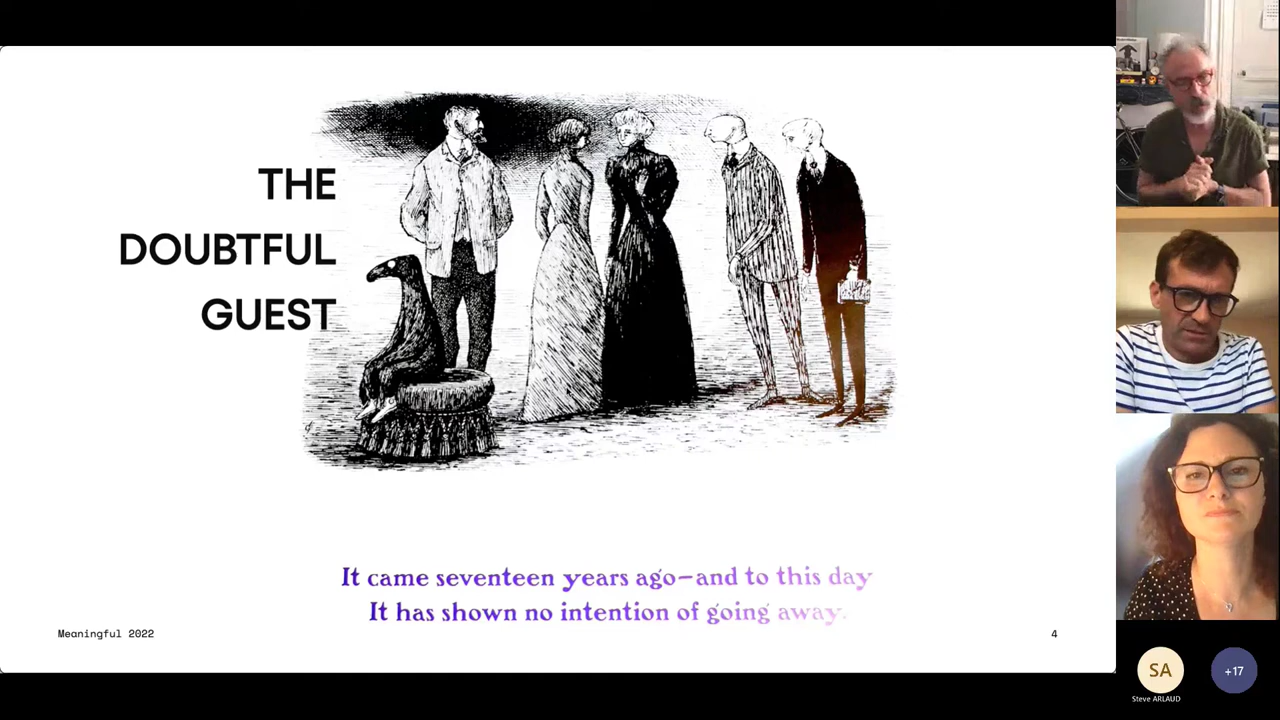 THE
DOUBTFUL
GUEST
It came seventeen years ago—and to this day
It has shown no intention of going away.
Meaningful 2022
4
SA
Steve ARLAUD
+17